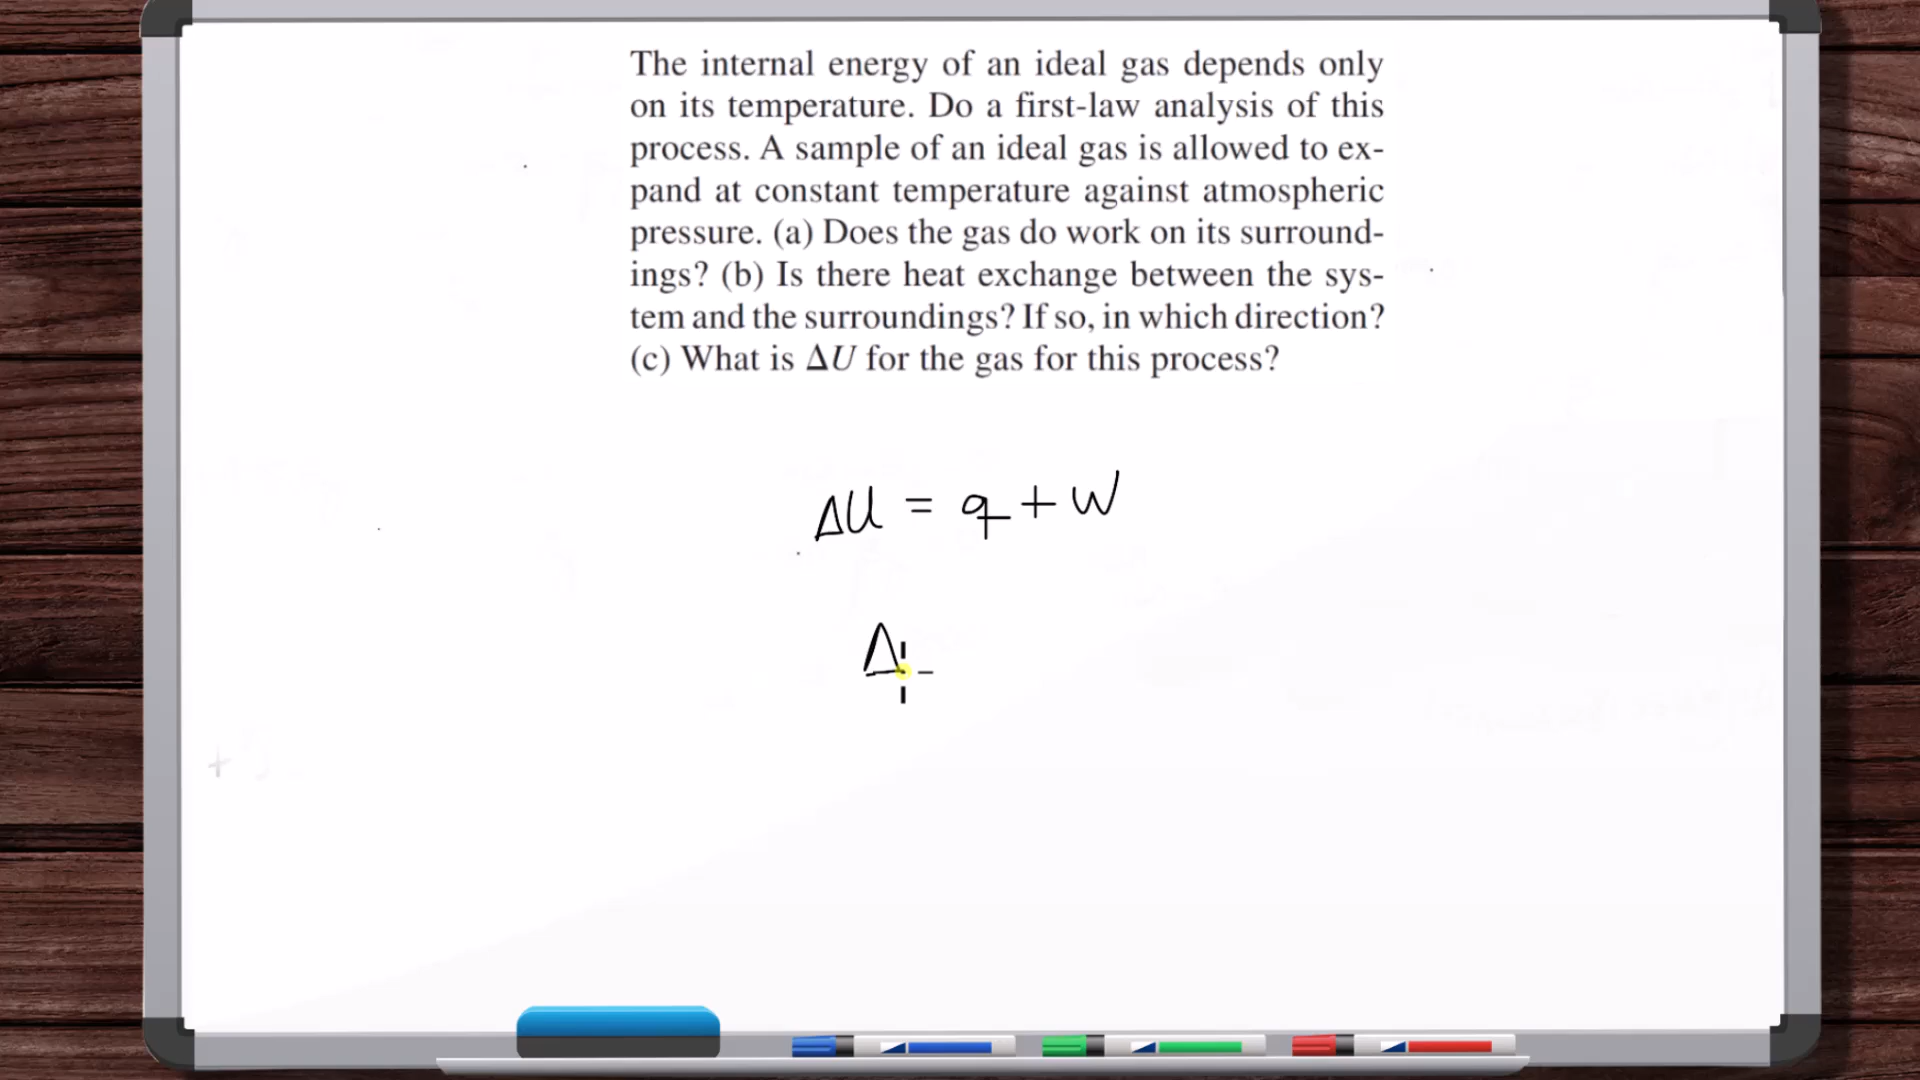 The internal energy of an ideal gas depends only
on its temperature. Do a first-law analysis of this
process. A sample of an ideal gas is allowed to ex-
pand at constant temperature against atmospheric
pressure. (a) Does the gas do work on its surround-
ings? (b) Is there heat exchange between the sys-
tem and the surroundings? If so, in which direction?
(c) What is ΔU for the gas for this process?
ΔU = q + W
Δ